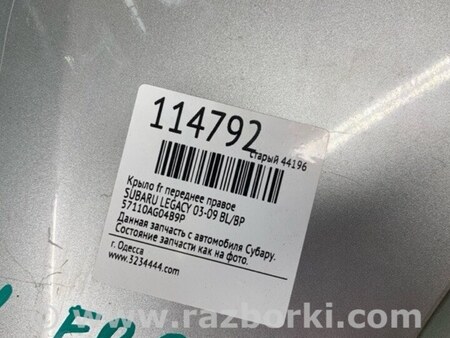 114792
старый 44196
Крыло fr переднее правое
SUBARU LEGACY 03-09 BL/BP
57110AG04B9P
Данная запчасть с автомобиля Субару.
Состояние запчасти как на фото.
г. Одесса
www.3234444.com
www.razborki.com